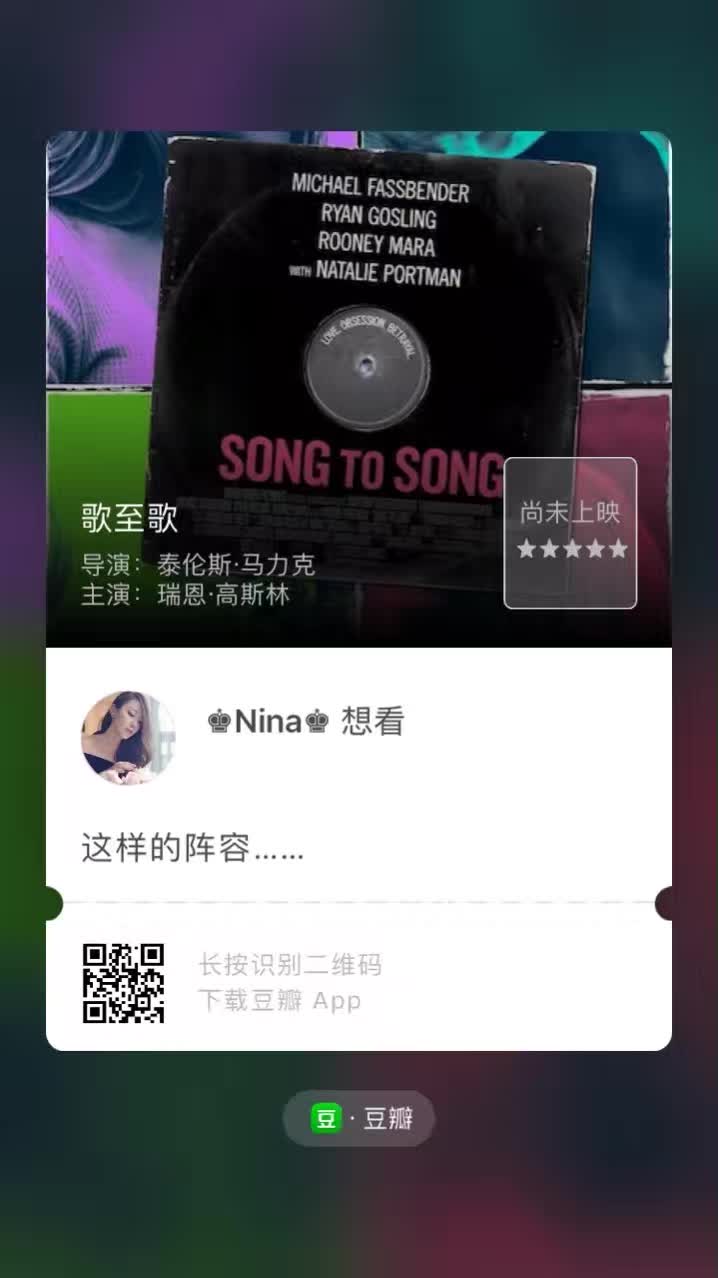 MICHAEL FASSBENDER
RYAN GOSLING
ROONEY MARA
WITH NATALIE PORTMAN
LOVE OBSESSION BETRAYAL
SONG TO SONG
歌至歌
导演：泰伦斯·马力克
主演：瑞恩·高斯林
尚未上映
★★★★★
♚Nina♚ 想看
这样的阵容……
长按识别二维码
下载豆瓣 App
豆 · 豆瓣